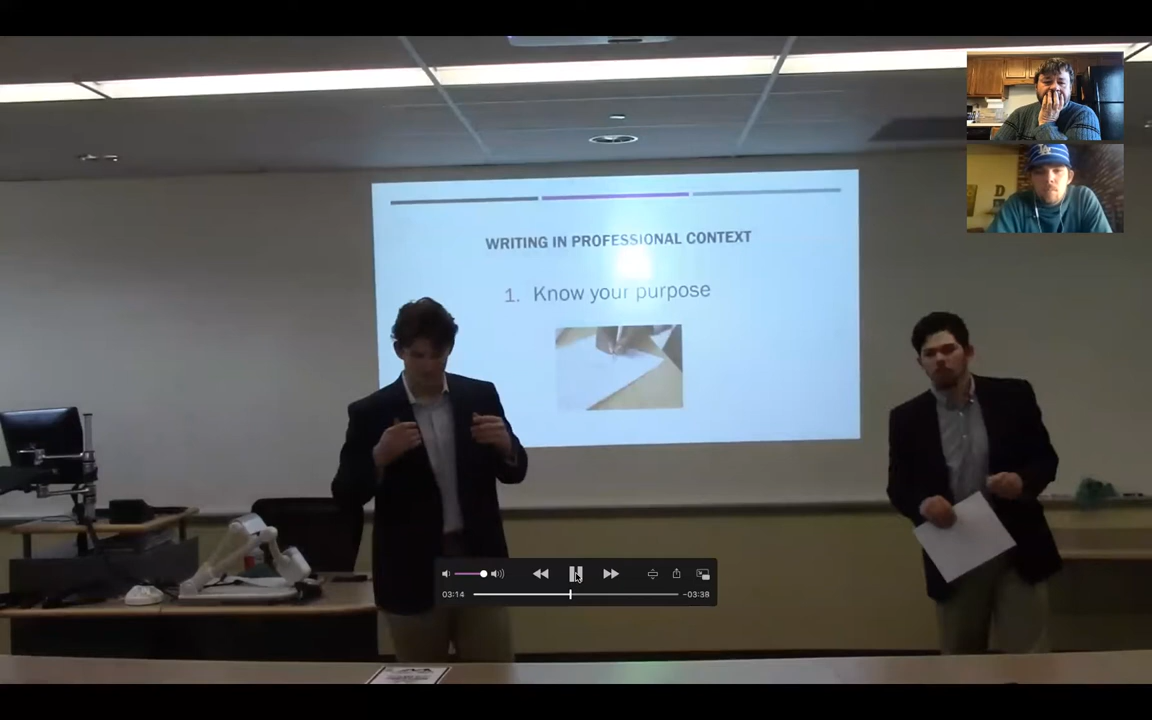 WRITING IN PROFESSIONAL CONTEXT
1. Know your purpose
03:14
-03:38